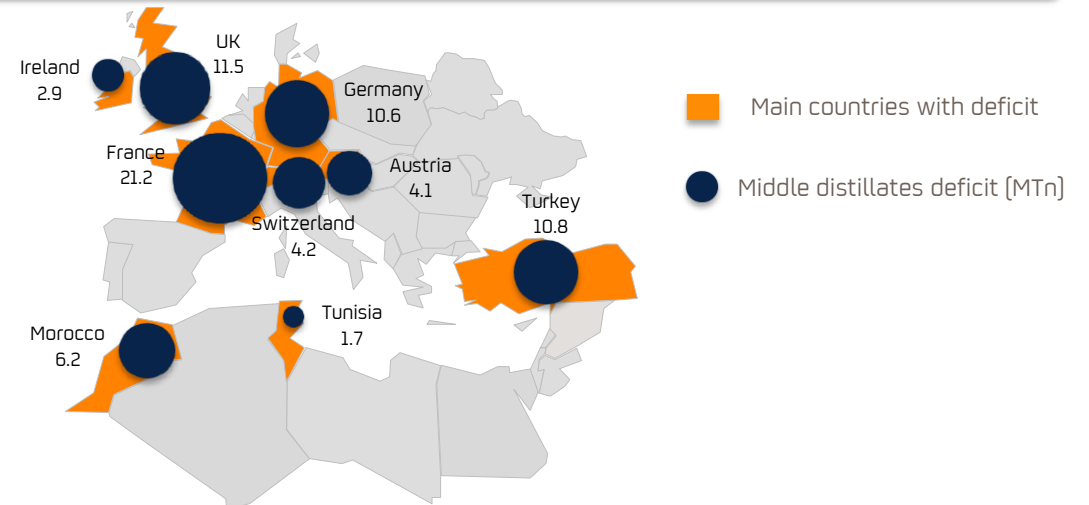 UK
11.5
Ireland
2.9
Germany
10.6
Main countries with deficit
France
21.2
Austria
4.1
Middle distillates deficit (MTn)
Switzerland
4.2
Turkey
10.8
Morocco
6.2
Tunisia
1.7